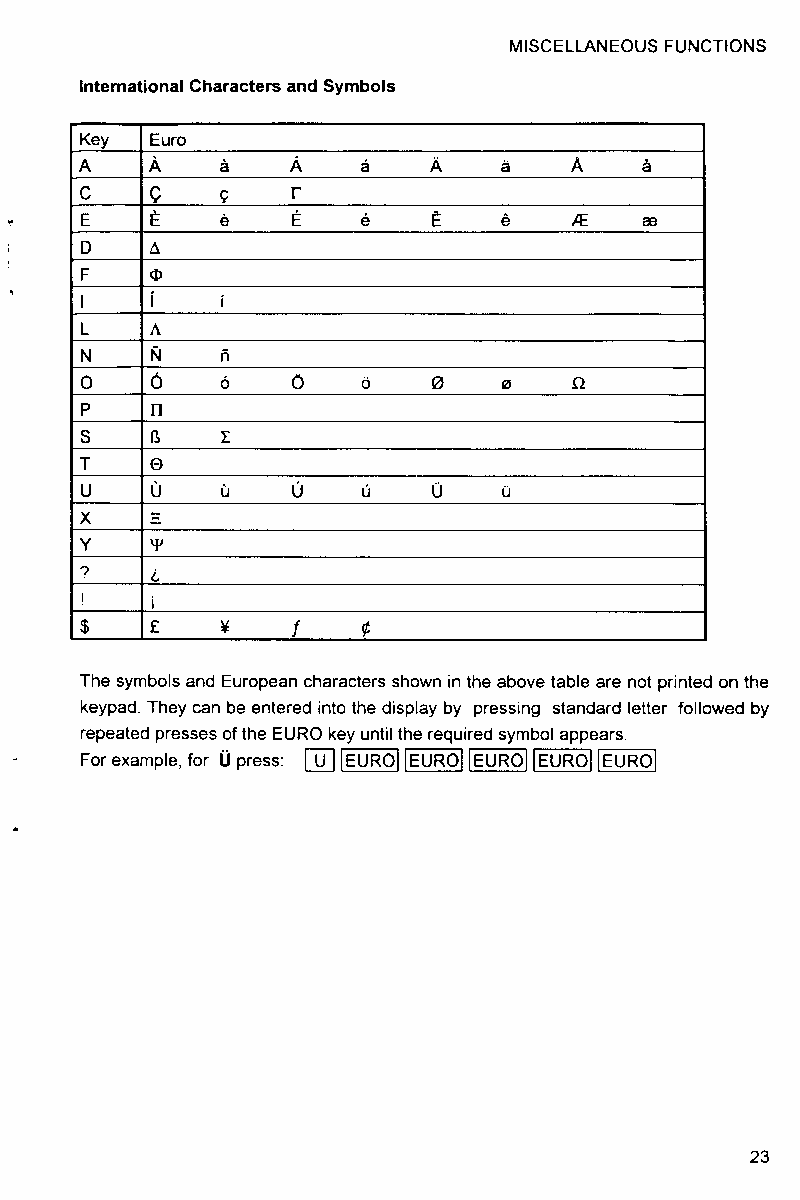 MISCELLANEOUS FUNCTIONS
International Characters and Symbols
Key Euro
A À à Á á Ä ä Å å
C Ç ç Γ
E È è É é Ê ê Æ æ
D Δ
F Φ
I Í í
L Λ
N Ñ ñ
O Ó ó Ö ö Ø ø Ω
P Π
S ß Σ
T Θ
U Ù ù Ú ú Ü ü
X Ξ
Y Ψ
? ¿
! ¡
$ £ ¥ ƒ ¢
The symbols and European characters shown in the above table are not printed on the
keypad. They can be entered into the display by pressing standard letter followed by
repeated presses of the EURO key until the required symbol appears.
For example, for Ü press: U EURO EURO EURO EURO EURO
23